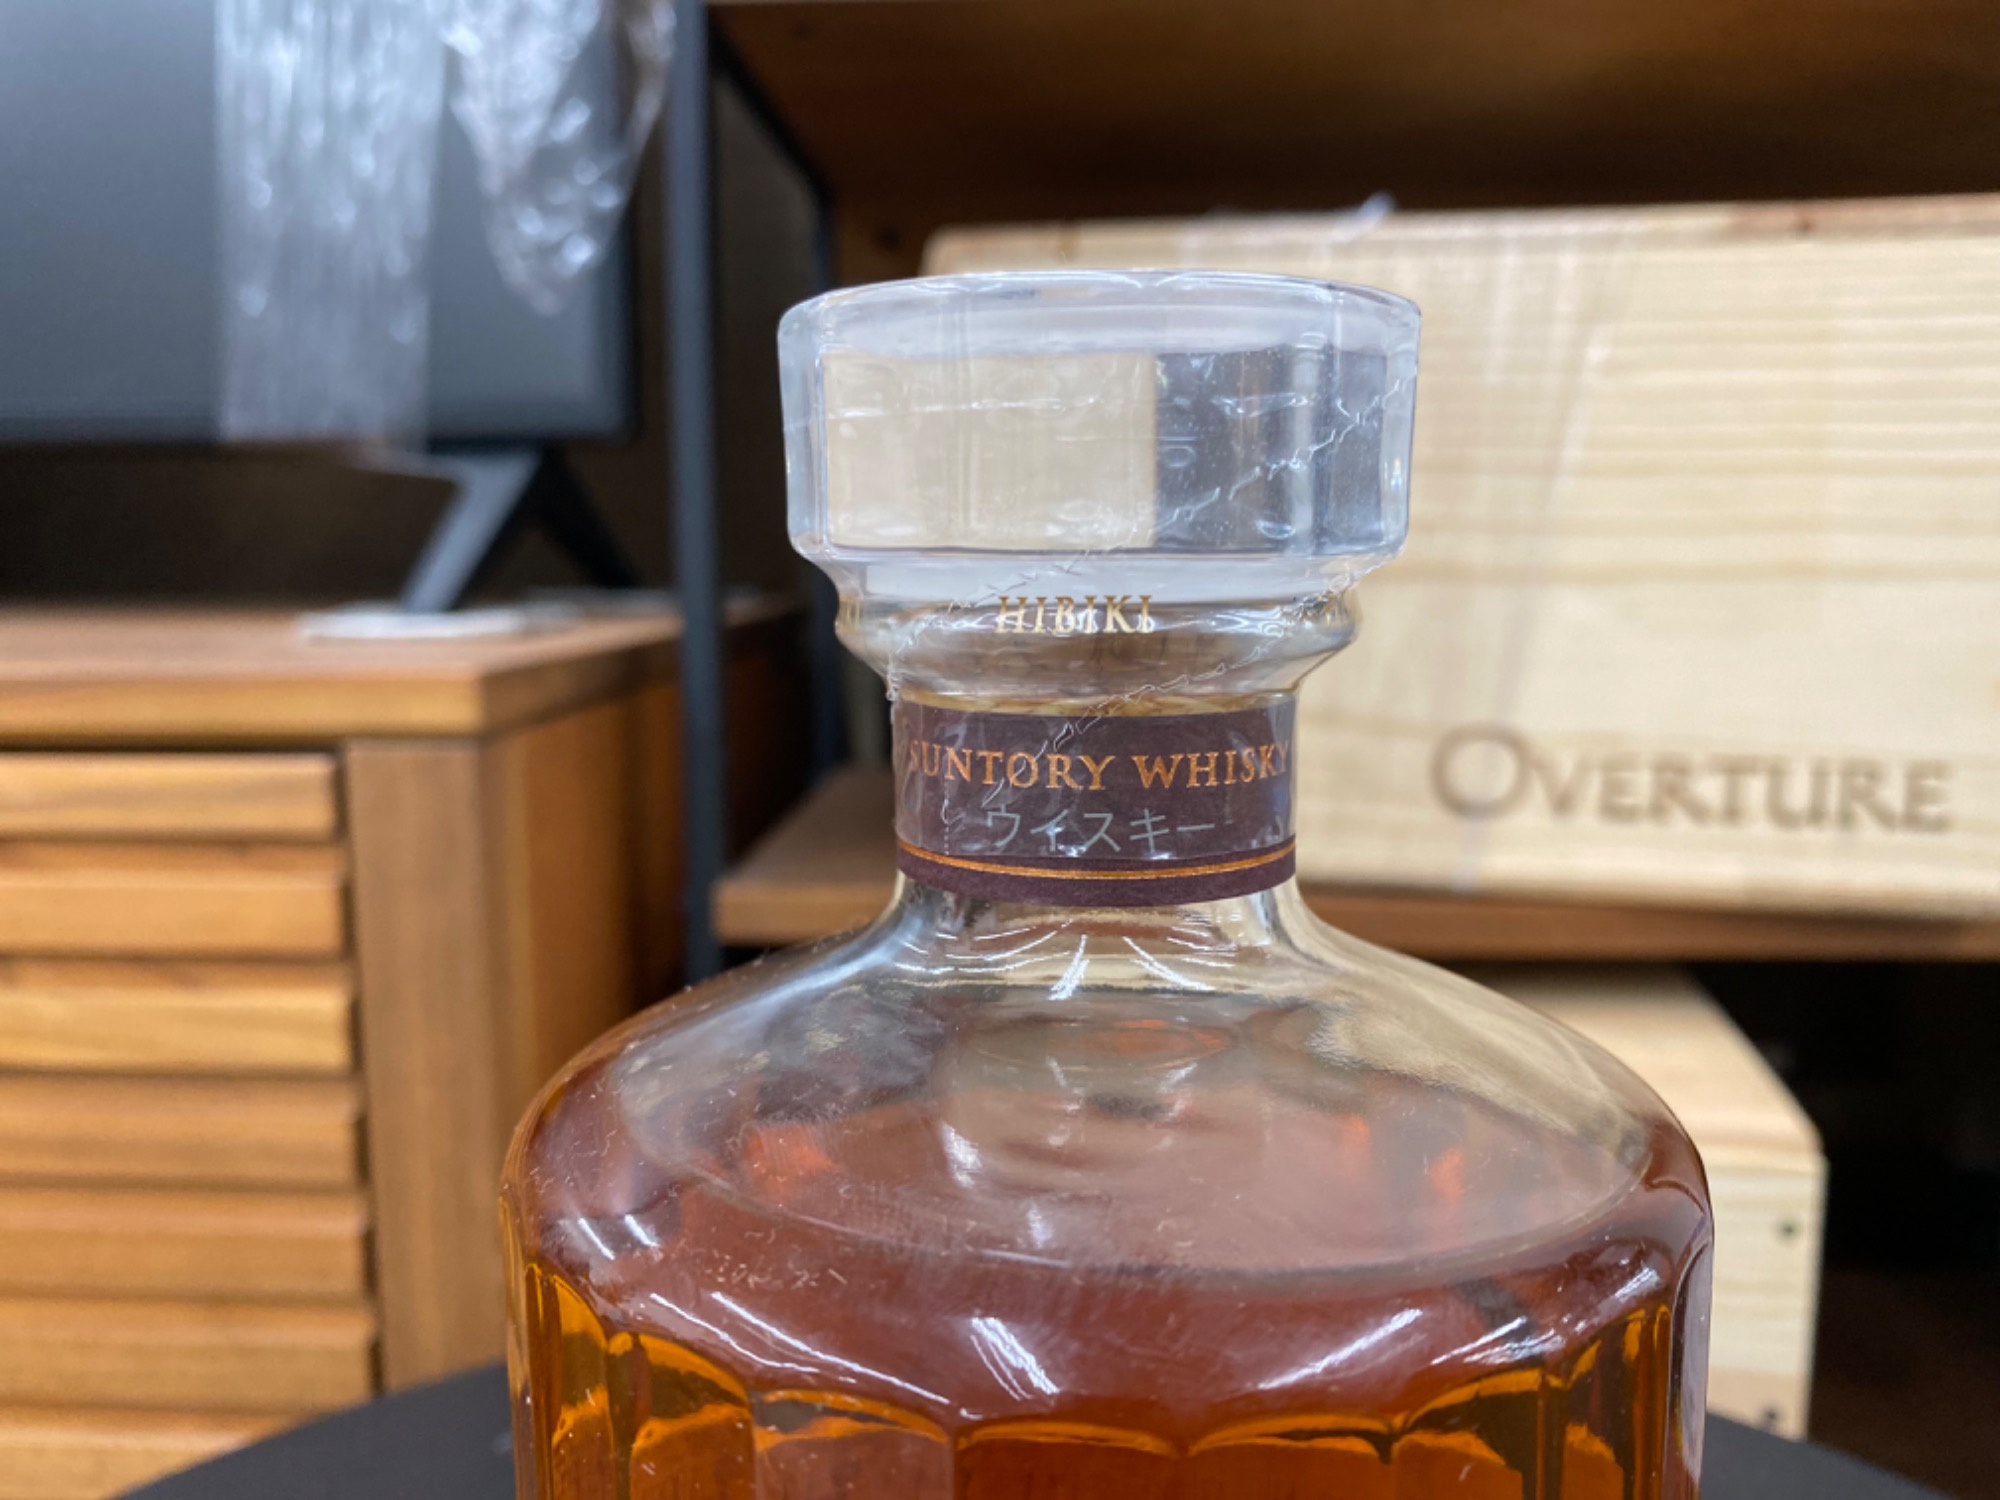 HIBIKI
SUNTORY WHISKY
ウイスキー
OVERTURE